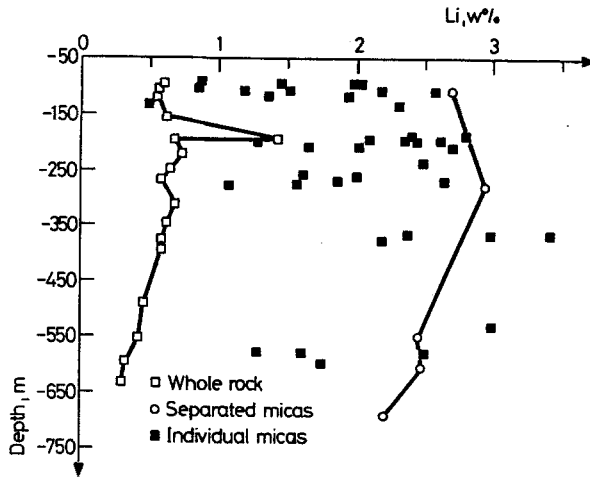 Li, w%
0 1 2 3
-50
-150
-250
-350
-450
-550
-650
-750
Depth, m
Whole rock
Separated micas
Individual micas